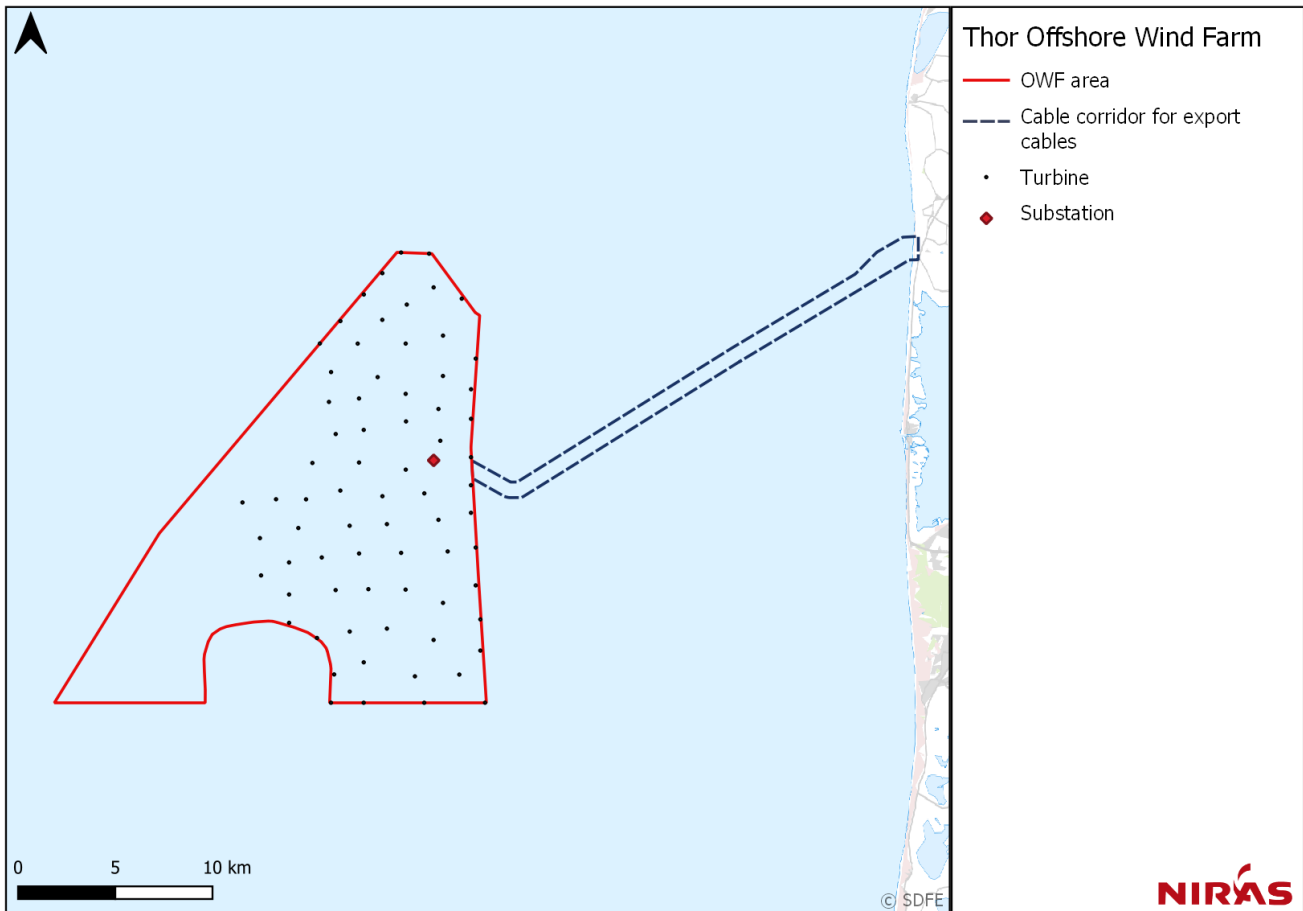 Thor Offshore Wind Farm
OWF area
Cable corridor for export
cables
Turbine
Substation
0 5 10 km
© SDFE
NIRAS